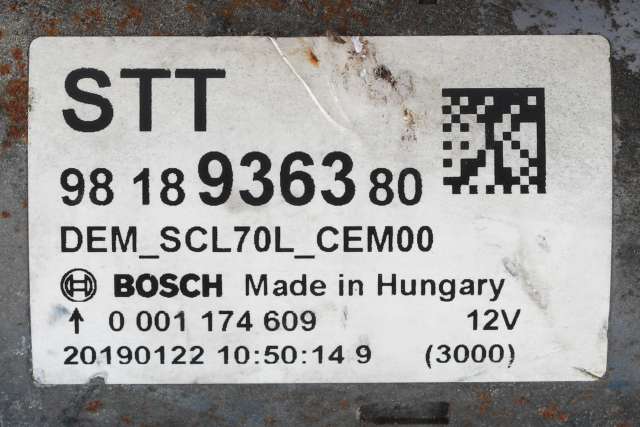 STT
98 18 9363 80
DEM_SCL70L_CEM00
BOSCH Made in Hungary
↑ 0 001 174 609 12V
20190122 10:50:14 9 (3000)